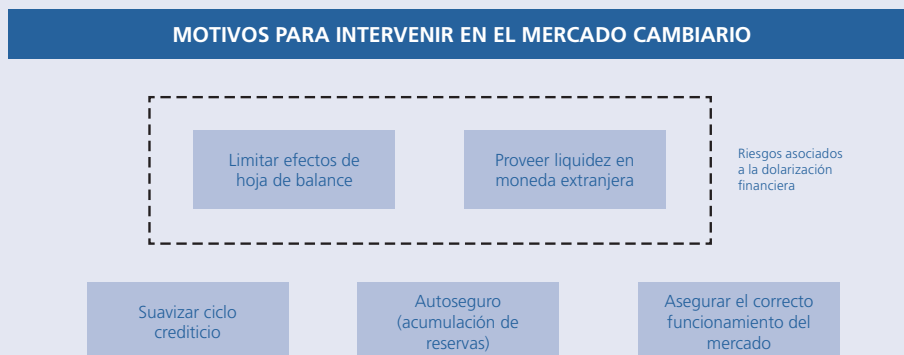 MOTIVOS PARA INTERVENIR EN EL MERCADO CAMBIARIO
Limitar efectos de
hoja de balance
Proveer liquidez en
moneda extranjera
Riesgos asociados
a la dolarización
financiera
Suavizar ciclo
crediticio
Autoseguro
(acumulación de
reservas)
Asegurar el correcto
funcionamiento del
mercado